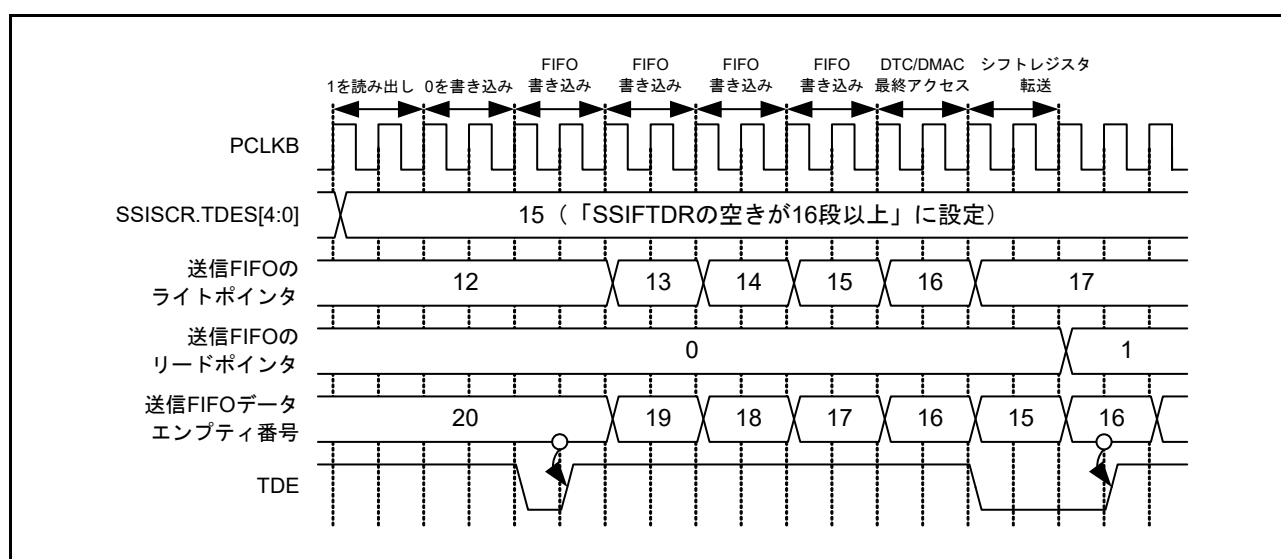 FIFO FIFO FIFO FIFO DTC/DMAC シフトレジスタ
1を読み出し 0を書き込み 書き込み 書き込み 書き込み 書き込み 最終アクセス 転送
PCLKB
SSISCR.TDES[4:0] 15（「SSIFTDRの空きが16段以上」に設定）
送信FIFOの
ライトポインタ 12 13 14 15 16 17
送信FIFOの
リードポインタ 0 1
送信FIFOデータ
エンプティ番号 20 19 18 17 16 15 16
TDE